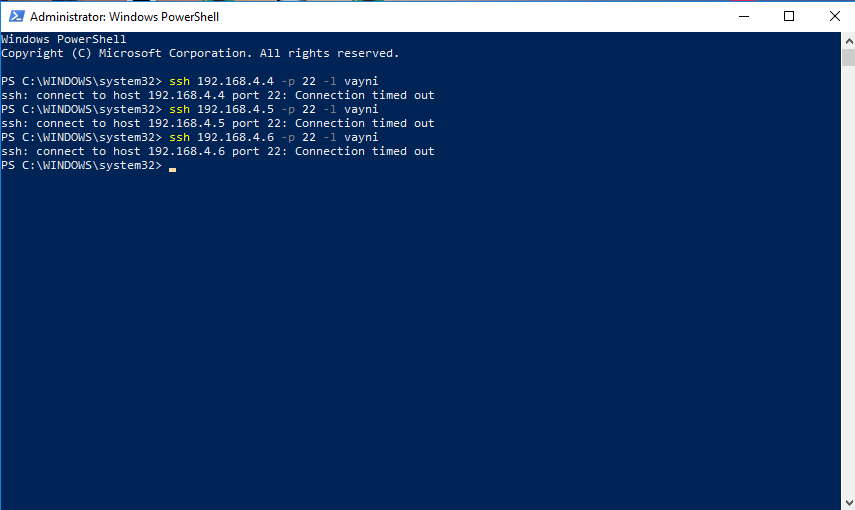 Administrator: Windows PowerShell
Windows PowerShell
Copyright (C) Microsoft Corporation. All rights reserved.
PS C:\WINDOWS\system32> ssh 192.168.4.4 -p 22 -l vayni
ssh: connect to host 192.168.4.4 port 22: Connection timed out
PS C:\WINDOWS\system32> ssh 192.168.4.5 -p 22 -l vayni
ssh: connect to host 192.168.4.5 port 22: Connection timed out
PS C:\WINDOWS\system32> ssh 192.168.4.6 -p 22 -l vayni
ssh: connect to host 192.168.4.6 port 22: Connection timed out
PS C:\WINDOWS\system32>